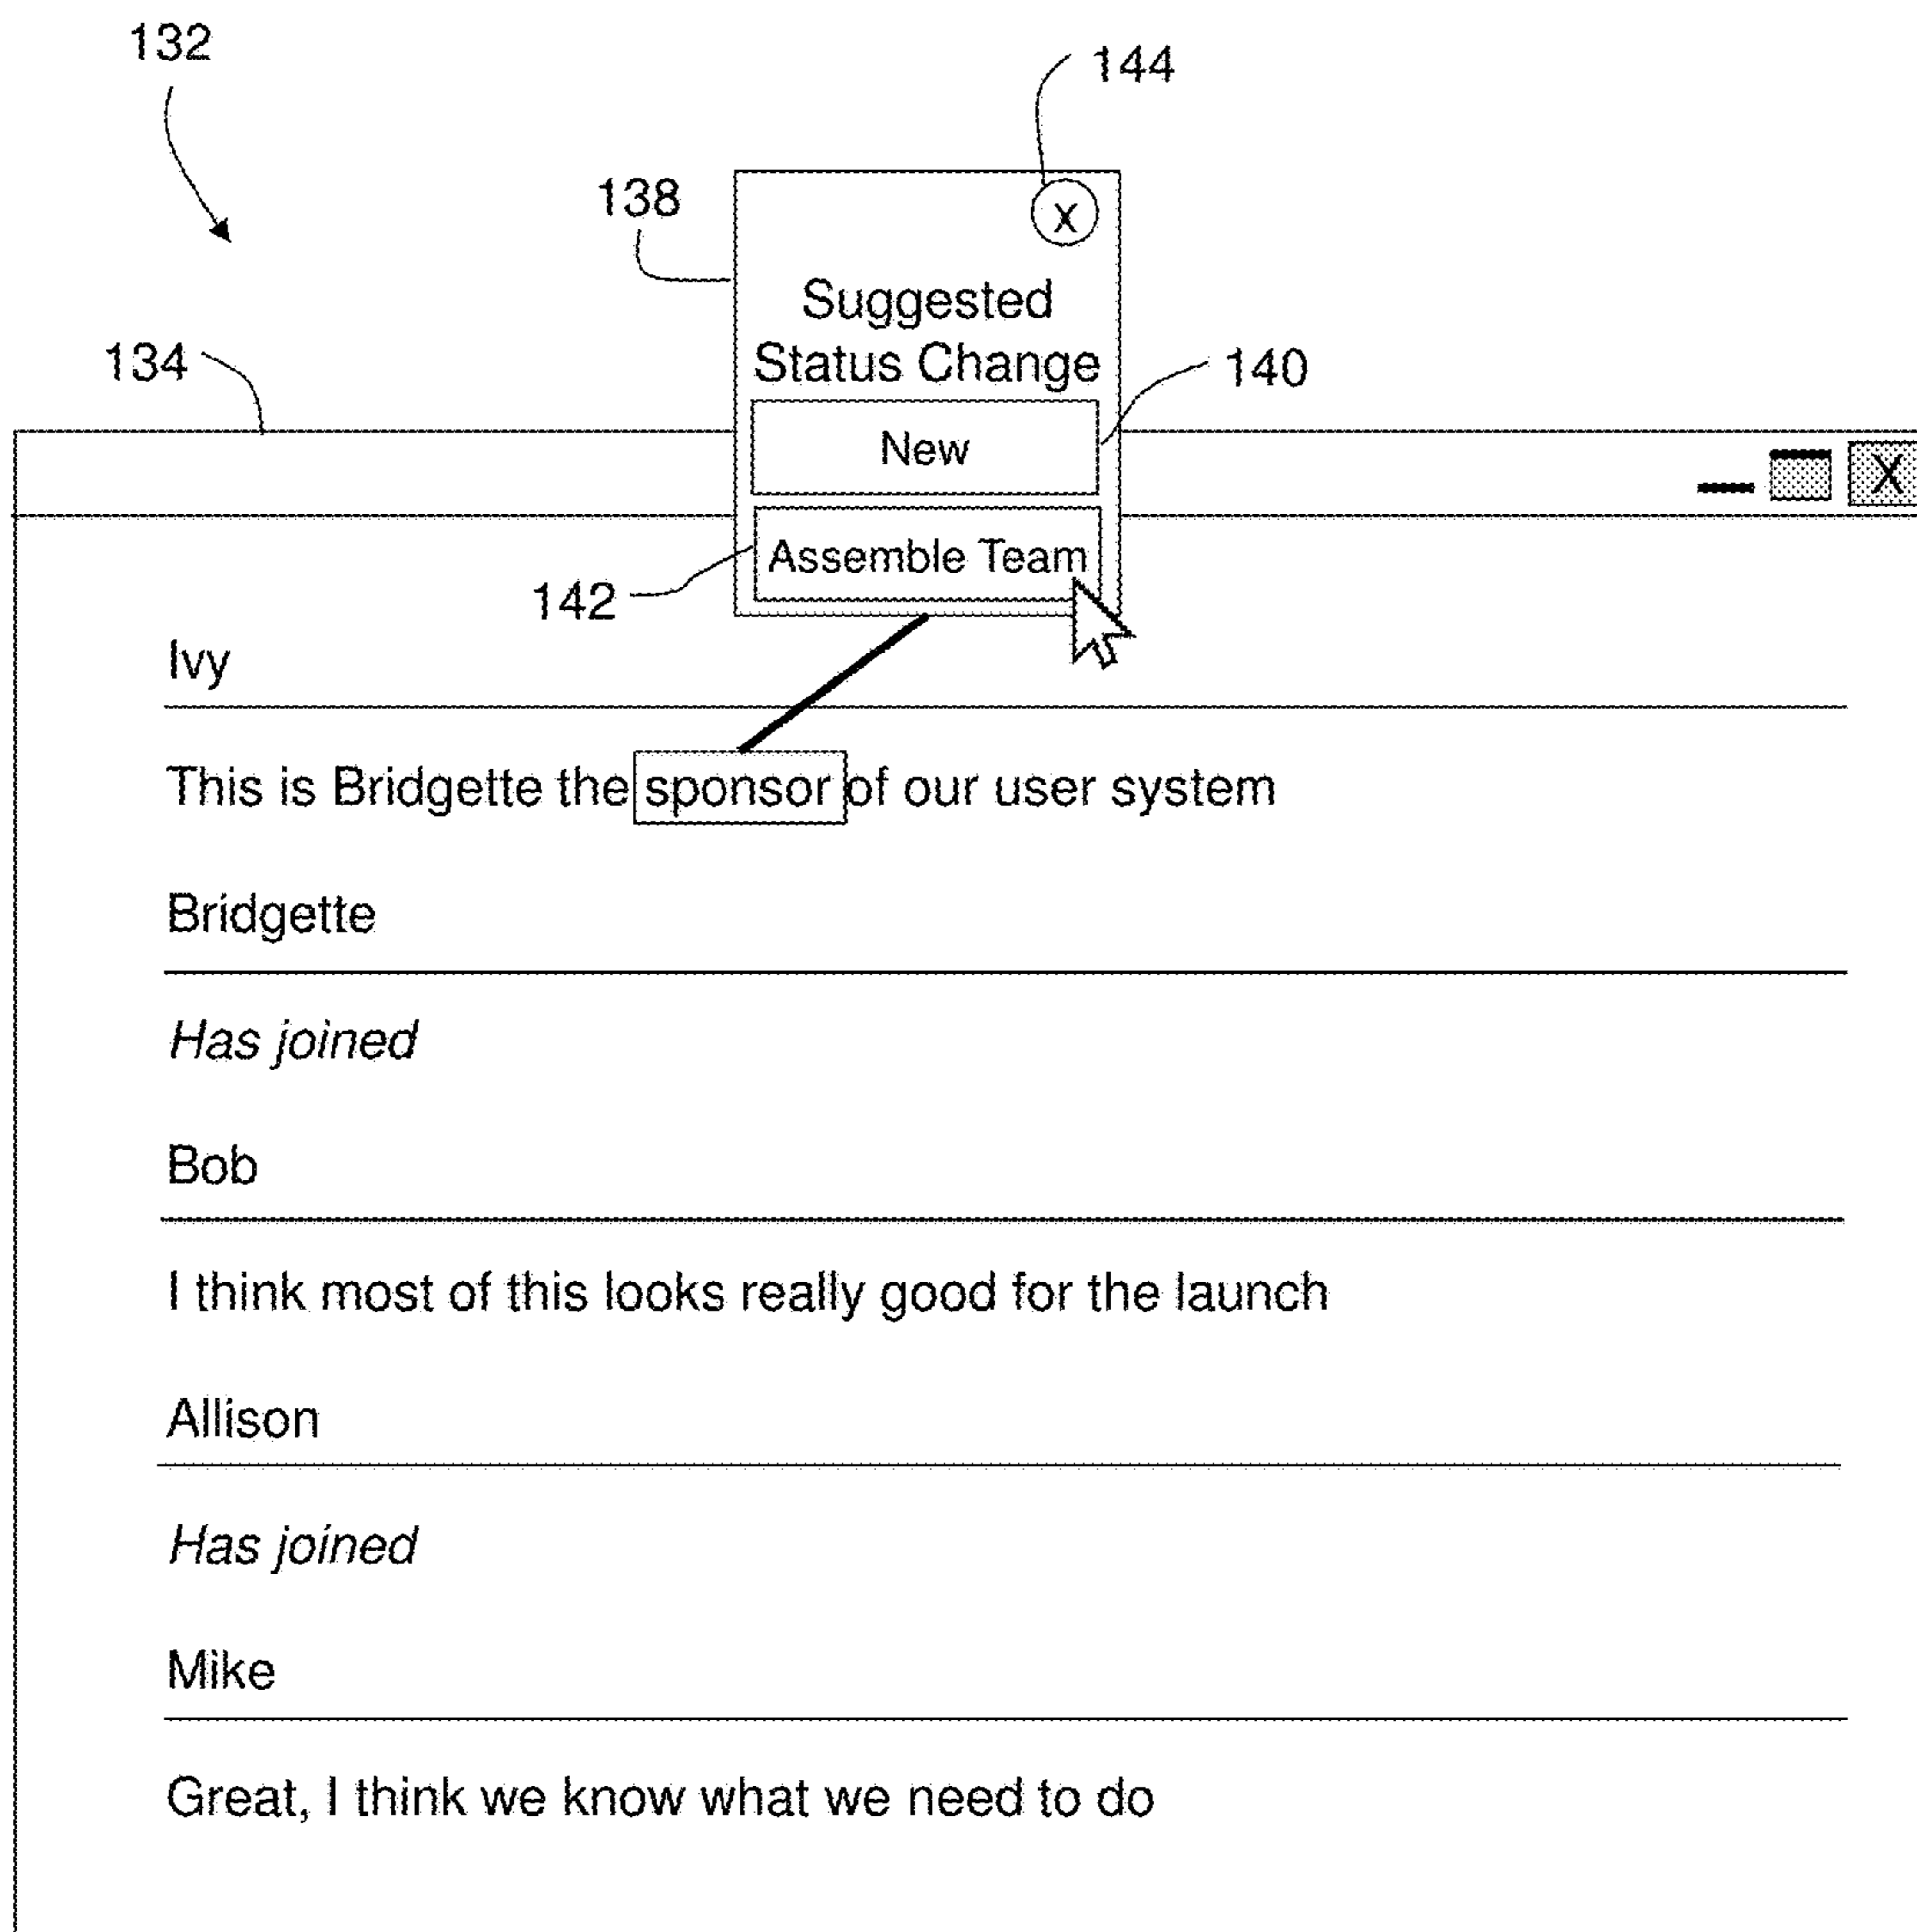 132
144
138
X
Suggested
Status Change
134
140
New
X
Assemble Team
142
Ivy
This is Bridgette the sponsor of our user system
Bridgette
Has joined
Bob
I think most of this looks really good for the launch
Allison
Has joined
Mike
Great, I think we know what we need to do